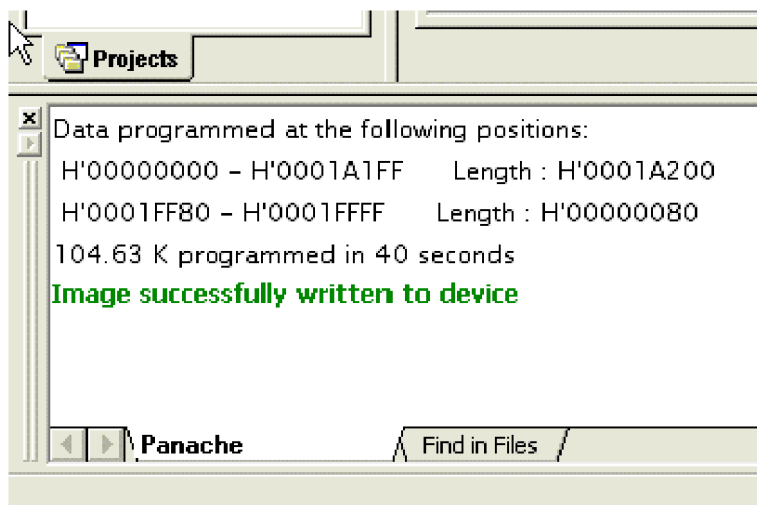 Projects
Data programmed at the following positions:
H'00000000 – H'0001A1FF Length : H'0001A200
H'0001FF80 – H'0001FFFF Length : H'00000080
104.63 K programmed in 40 seconds
Image successfully written to device
Panache Find in Files